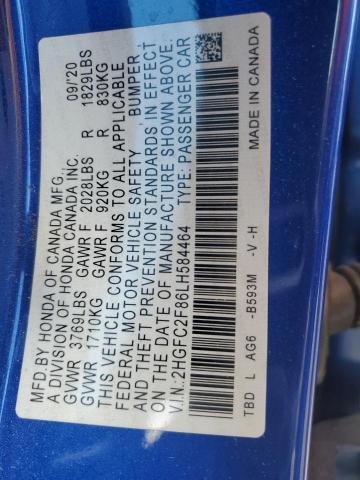 MFD.BY HONDA OF CANADA MFG., 09/20
A DIVISION OF HONDA CANADA INC.
GVWR 3769LBS GAWR F 2028LBS R 1829LBS
GVWR 1710KG GAWR F 920KG R 830KG
THIS VEHICLE CONFORMS TO ALL APPLICABLE
FEDERAL MOTOR VEHICLE SAFETY, BUMPER,
AND THEFT PREVENTION STANDARDS IN EFFECT
ON THE DATE OF MANUFACTURE SHOWN ABOVE.
V.I.N.:2HGFC2F86LH584464 TYPE: PASSENGER CAR
TBD L AG6 -B593M -V -H MADE IN CANADA